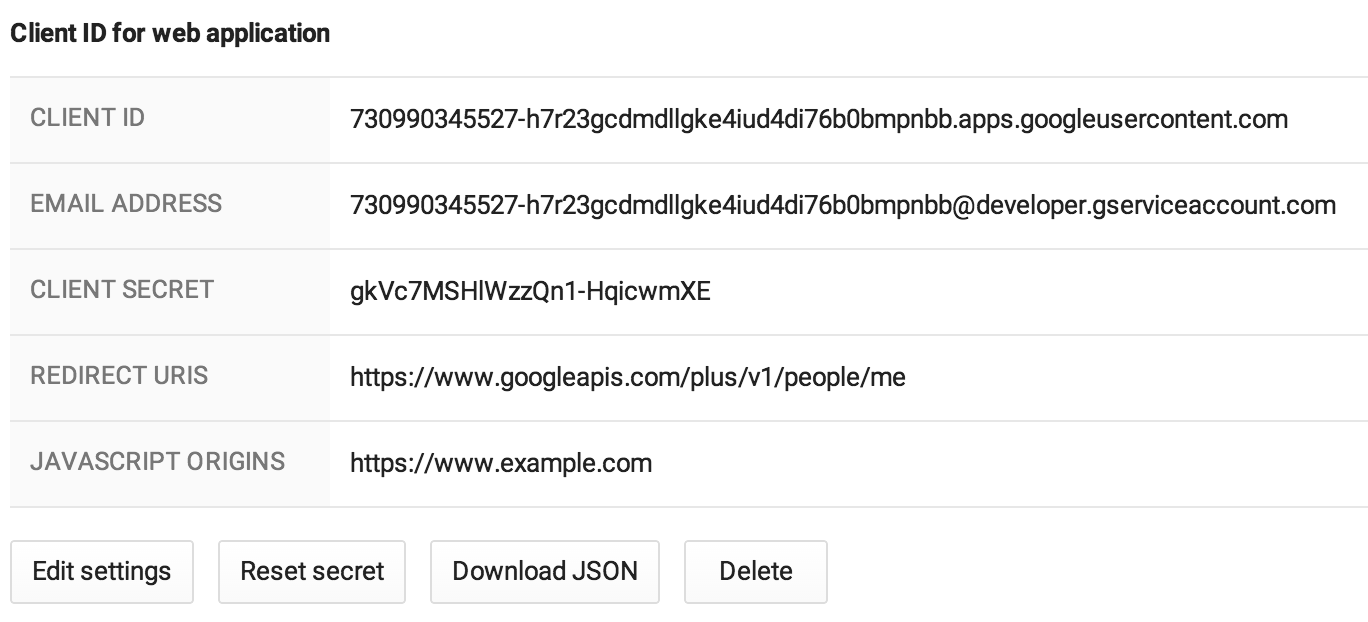 Client ID for web application
CLIENT ID 730990345527-h7r23gcdmdllgke4iud4di76b0bmpnbb.apps.googleusercontent.com
EMAIL ADDRESS 730990345527-h7r23gcdmdllgke4iud4di76b0bmpnbb@developer.gserviceaccount.com
CLIENT SECRET gkVc7MSHlWzzQn1-HqicwmXE
REDIRECT URIS https://www.googleapis.com/plus/v1/people/me
JAVASCRIPT ORIGINS https://www.example.com
Edit settings Reset secret Download JSON Delete